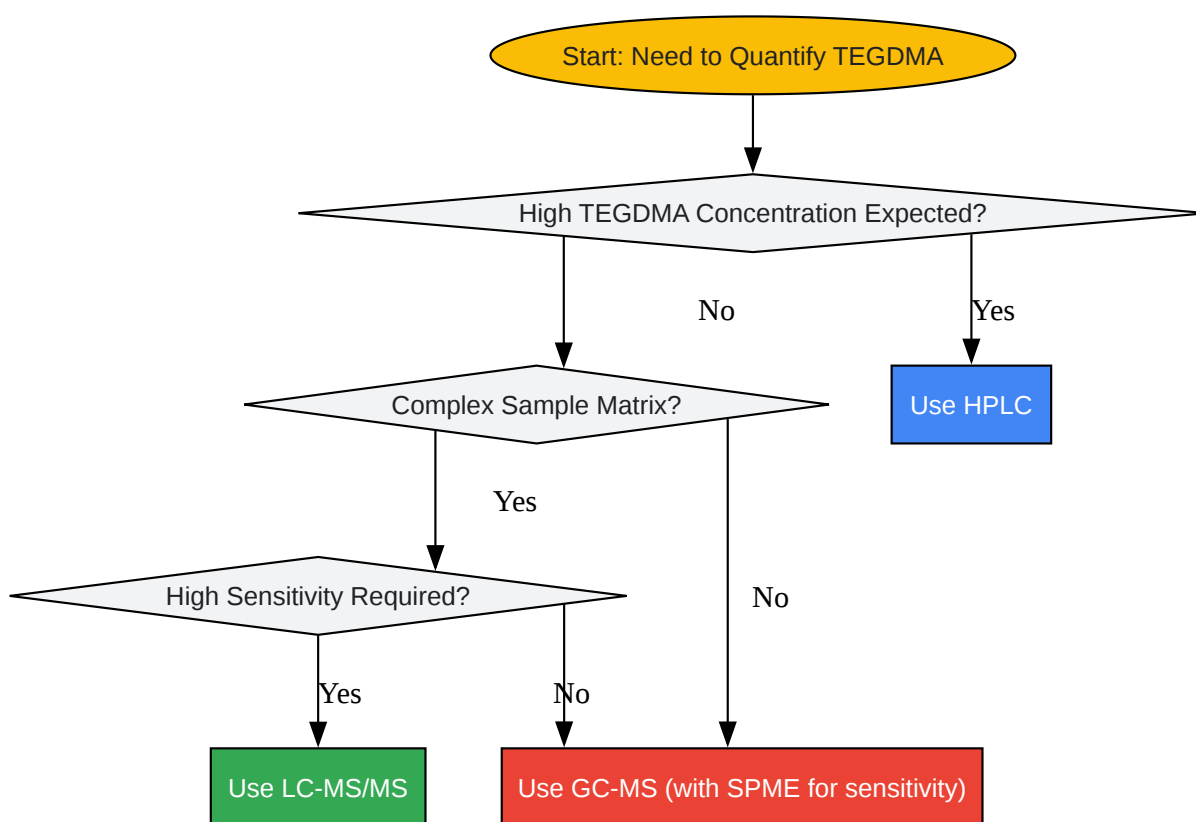 Start: Need to Quantify TEGDMA
High TEGDMA Concentration Expected?
No
Yes
Complex Sample Matrix?
Use HPLC
Yes
High Sensitivity Required?
No
Yes
No
Use LC-MS/MS
Use GC-MS (with SPME for sensitivity)